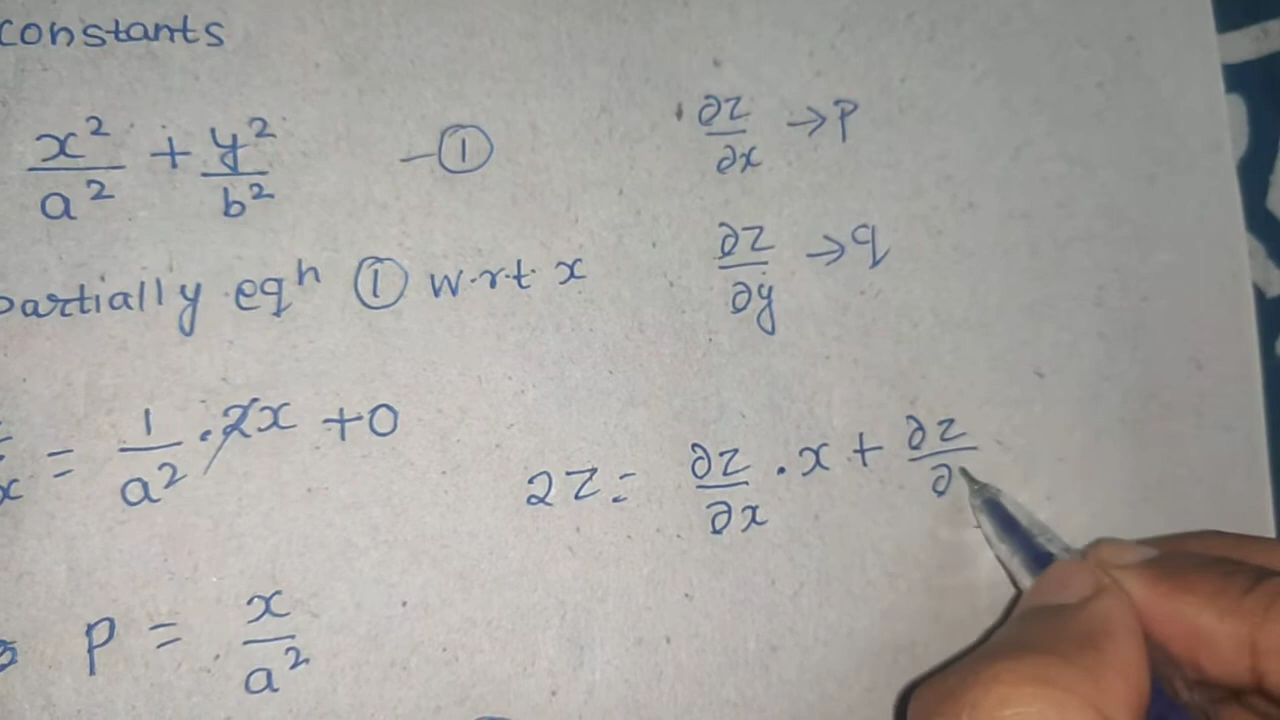 constants
x²/a² + y²/b² - ①
∂z/∂x → p
∂z/∂y → q
partially eqⁿ ① w.r.t. x
x = 1/a² . 2x + 0
2z = ∂z/∂x . x + ∂z/∂
p = x/a²